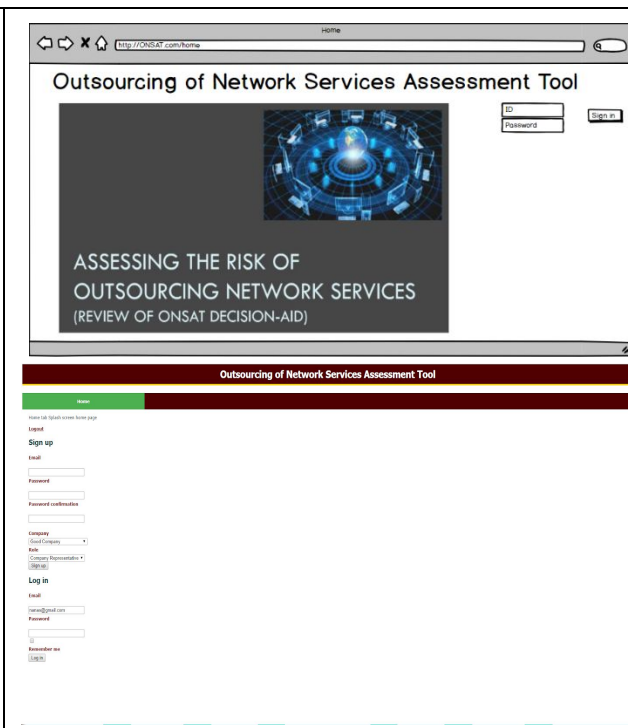 Home
http://ONSAT.com/home
Outsourcing of Network Services Assessment Tool
ID
Password
Sign in
ASSESSING THE RISK OF
OUTSOURCING NETWORK SERVICES
(REVIEW OF ONSAT DECISION-AID)
Outsourcing of Network Services Assessment Tool
Home
Home tab Splash screen home page
Logout
Sign up
Email
Password
Password confirmation
Company
Good Company
Role
Company Representative
Sign up
Log in
Email
Password
Remember me
Log in